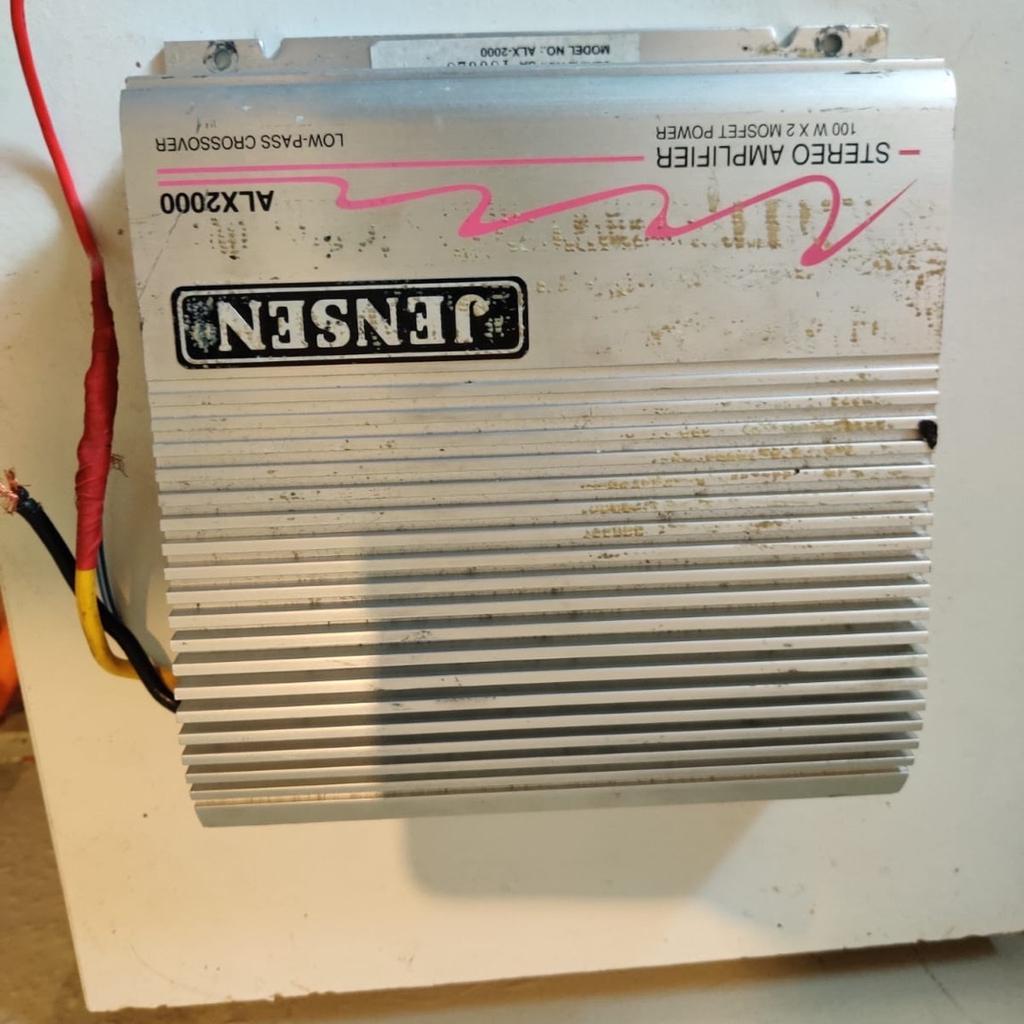 JENSEN
ALX2000
STEREO AMPLIFIER
100 W X 2 MOSFET POWER
LOW-PASS CROSSOVER
MODEL NO.: ALX-2000